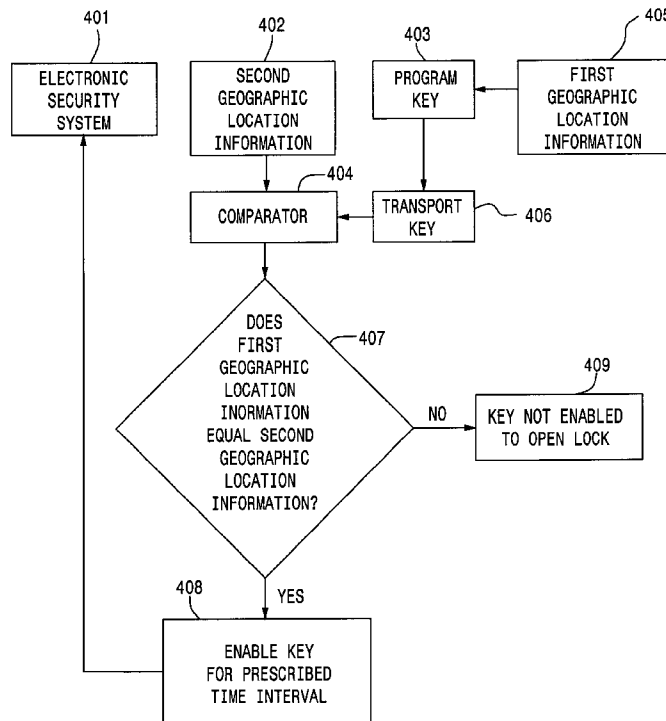 401
ELECTRONIC
SECURITY
SYSTEM
402
SECOND
GEOGRAPHIC
LOCATION
INFORMATION
403
PROGRAM
KEY
405
FIRST
GEOGRAPHIC
LOCATION
INFORMATION
404
COMPARATOR
TRANSPORT
KEY
406
DOES
FIRST
GEOGRAPHIC
LOCATION
INORMATION
EQUAL SECOND
GEOGRAPHIC
LOCATION
INFORMATION?
407
NO
409
KEY NOT ENABLED
TO OPEN LOCK
YES
408
ENABLE KEY
FOR PRESCRIBED
TIME INTERVAL